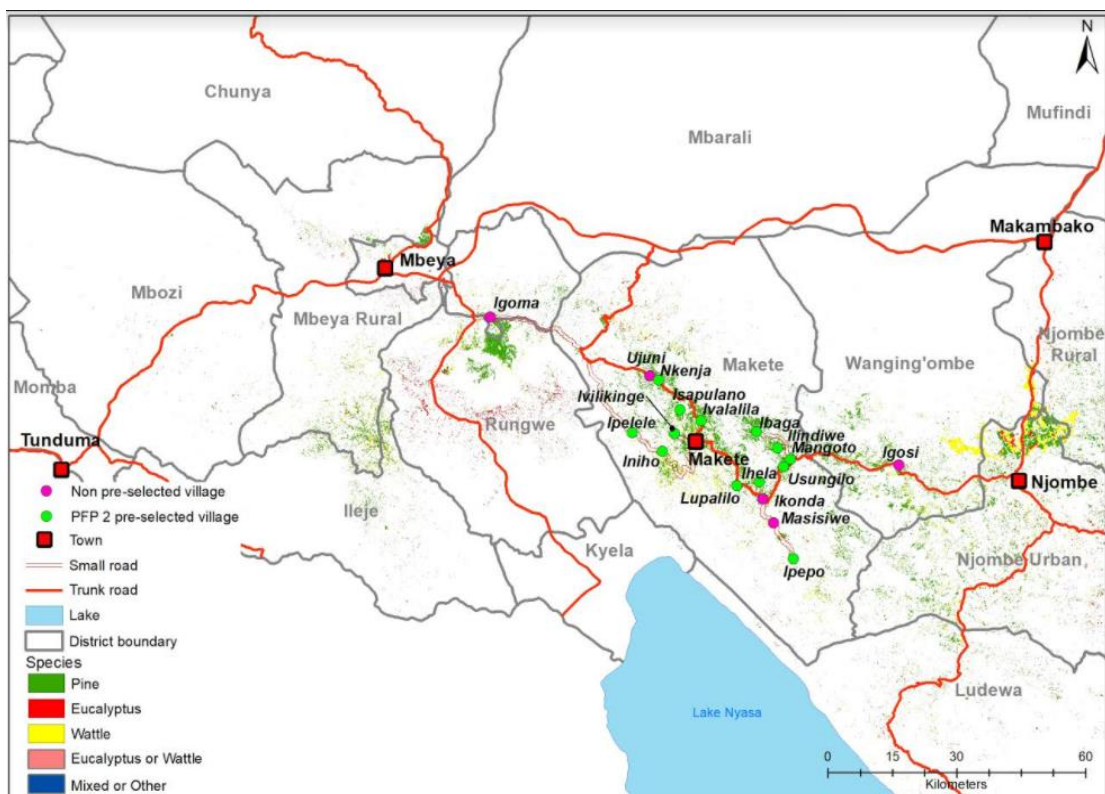 N
Chunya
Mufindi
Mbarali
Makambako
Mbeya
Mbozi
Igoma
Mbeya Rural
Njombe
Rural
Ujuni
Nkenja
Makete
Wanging'ombe
Momba
Ivilikinge
Isapulano
Ivalalila
Rungwe
Ibaga
Ipelele
Ilindiwe
Tunduma
Mangoto
Igosi
Iniho
Makete
Ihela
Usungilo
Njombe
Lupalilo
Ikonda
Masisiwe
Ileje
Kyela
Ipepo
Njombe Urban
Ludewa
Lake Nyasa
Non pre-selected village
PFP 2 pre-selected village
Town
Small road
Trunk road
Lake
District boundary
Species
Pine
Eucalyptus
Wattle
Eucalyptus or Wattle
Mixed or Other
0 15 30 60
Kilometers